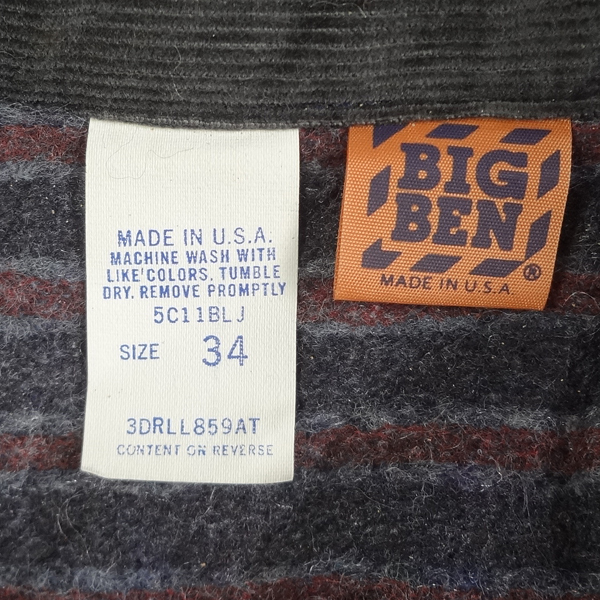 MADE IN U.S.A.
MACHINE WASH WITH
LIKE COLORS, TUMBLE
DRY. REMOVE PROMPTLY
5C11BLJ
SIZE 34
3DRLL859AT
CONTENT ON REVERSE
BIG
BEN®
MADE IN U.S.A.